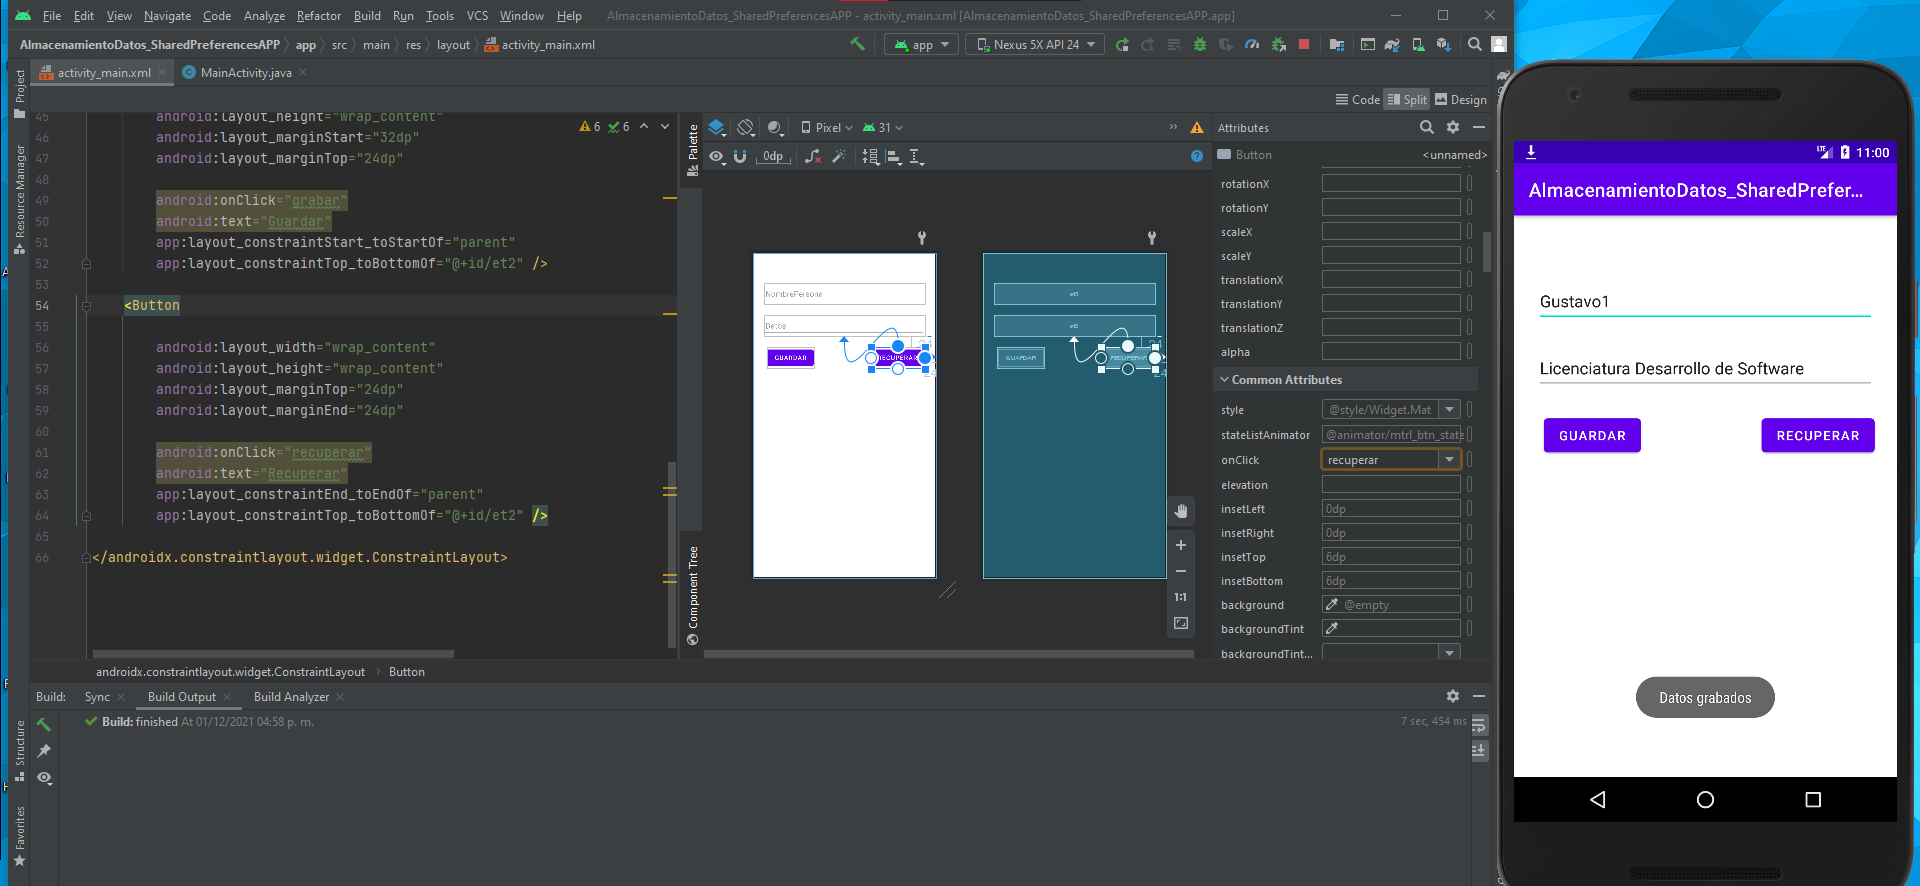 File Edit View Navigate Code Analyze Refactor Build Run Tools VCS Window Help AlmacenamientoDatos_SharedPreferencesAPP - activity_main.xml [AlmacenamientoDatos_SharedPreferencesAPP.app]
AlmacenamientoDatos_SharedPreferencesAPP app src main res layout activity_main.xml app Nexus 5X API 24
activity_main.xml MainActivity.java
Code Split Design
Project
Resource Manager
Structure
Favorites
6 6
45 android:layout_height="wrap_content"
46 android:layout_marginStart="32dp"
47 android:layout_marginTop="24dp"
48
49 android:onClick="grabar"
50 android:text="Guardar"
51 app:layout_constraintStart_toStartOf="parent"
52 app:layout_constraintTop_toBottomOf="@+id/et2" />
53
54 <Button
55
56 android:layout_width="wrap_content"
57 android:layout_height="wrap_content"
58 android:layout_marginTop="24dp"
59 android:layout_marginEnd="24dp"
60
61 android:onClick="recuperar"
62 android:text="Recuperar"
63 app:layout_constraintEnd_toEndOf="parent"
64 app:layout_constraintTop_toBottomOf="@+id/et2" />
65
66 </androidx.constraintlayout.widget.ConstraintLayout>
androidx.constraintlayout.widget.ConstraintLayout Button
Palette
Component Tree
Pixel 31
0dp
NombrePersona
Datos
GUARDAR RECUPERAR
et1
et2
GUARDAR RECUPERAR
24
1:1
Attributes
Button <unnamed>
rotationX
rotationY
scaleX
scaleY
translationX
translationY
translationZ
alpha
Common Attributes
style @style/Widget.Mat
stateListAnimator @animator/mtrl_btn_state
onClick recuperar
elevation
insetLeft 0dp
insetRight 0dp
insetTop 6dp
insetBottom 6dp
background @empty
backgroundTint
backgroundTint...
Build: Sync Build Output Build Analyzer
Build: finished At 01/12/2021 04:58 p. m. 7 sec, 454 ms
LTE 11:00
AlmacenamientoDatos_SharedPrefer...
Gustavo1
Licenciatura Desarrollo de Software
GUARDAR RECUPERAR
Datos grabados